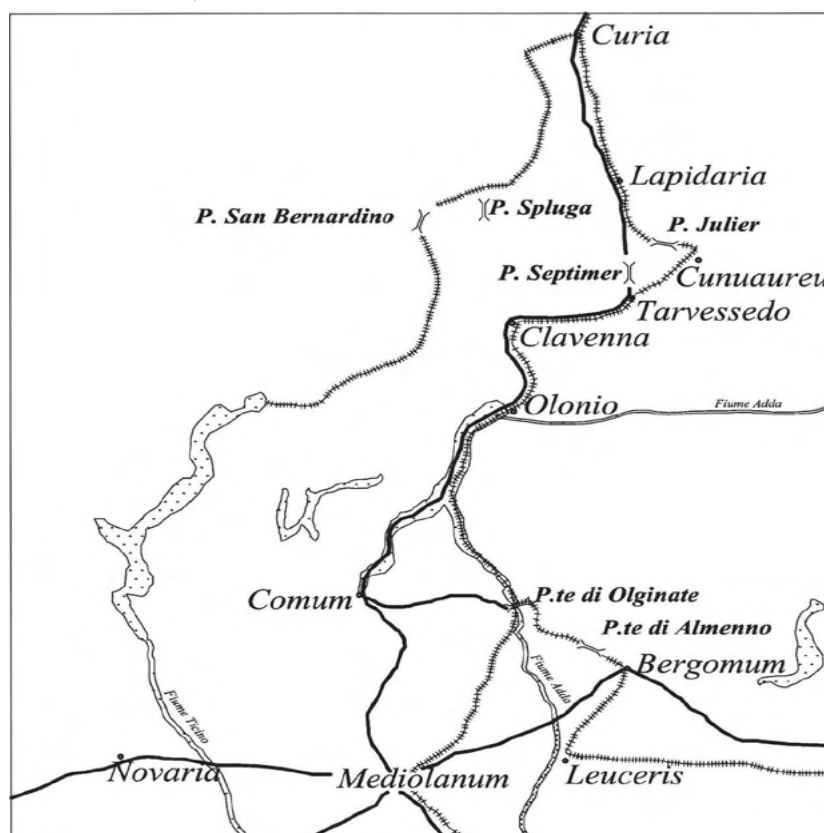 Curia
Lapidaria
P. San Bernardino
P. Spluga
P. Julier
P. Septimer
Cunuaureu
Tarvessedo
Clavenna
Olonio
Fiume Adda
Comum
P.te di Olginate
P.te di Almenno
Bergomum
Fiume Adda
Fiume Ticino
Novaria
Mediolanum
Leuceris